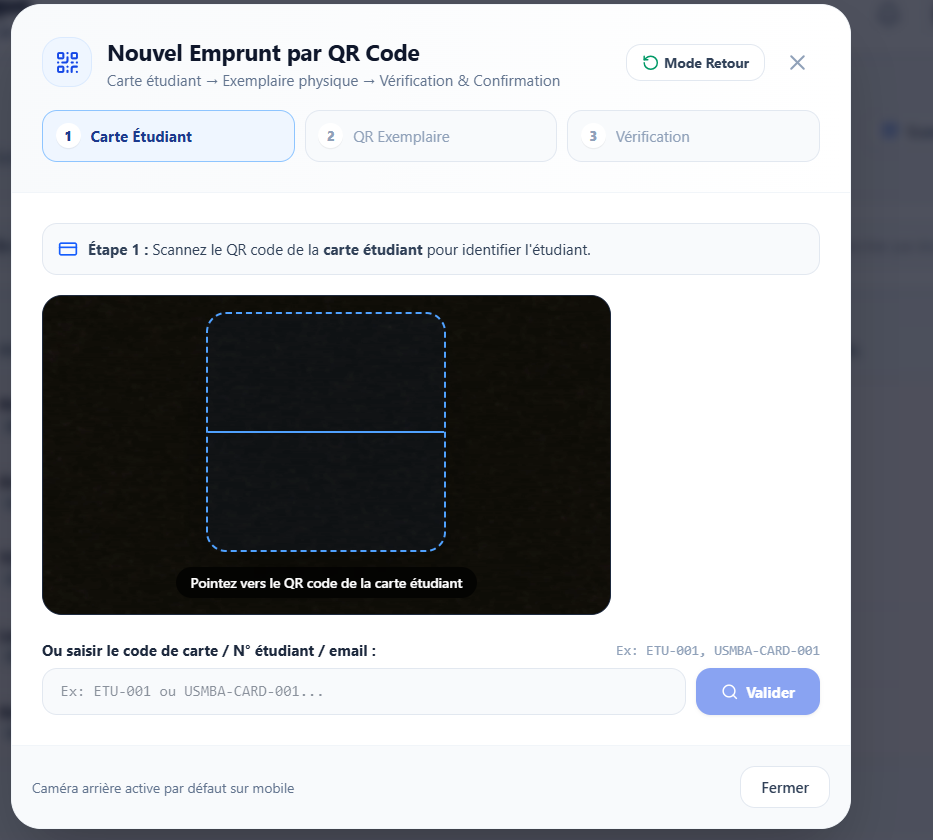 Nouvel Emprunt par QR Code
Carte étudiant → Exemplaire physique → Vérification & Confirmation
Mode Retour
1 Carte Étudiant
2 QR Exemplaire
3 Vérification
Étape 1 : Scannez le QR code de la carte étudiant pour identifier l'étudiant.
Pointez vers le QR code de la carte étudiant
Ou saisir le code de carte / N° étudiant / email :
Ex: ETU-001, USMBA-CARD-001
Ex: ETU-001 ou USMBA-CARD-001...
Valider
Caméra arrière active par défaut sur mobile
Fermer